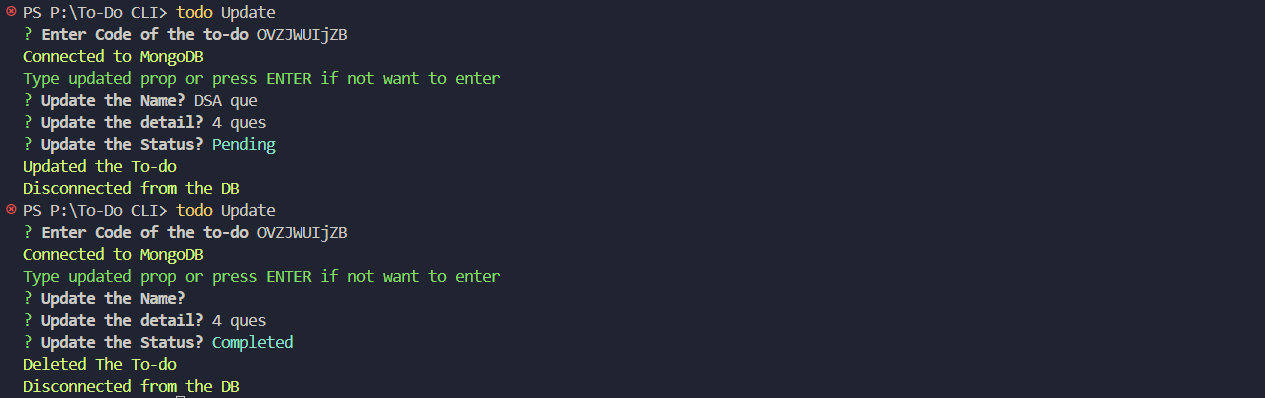 PS P:\To-Do CLI> todo Update
? Enter Code of the to-do OVZJWUIjZB
Connected to MongoDB
Type updated prop or press ENTER if not want to enter
? Update the Name? DSA que
? Update the detail? 4 ques
? Update the Status? Pending
Updated the To-do
Disconnected from the DB
PS P:\To-Do CLI> todo Update
? Enter Code of the to-do OVZJWUIjZB
Connected to MongoDB
Type updated prop or press ENTER if not want to enter
? Update the Name?
? Update the detail? 4 ques
? Update the Status? Completed
Deleted The To-do
Disconnected from the DB